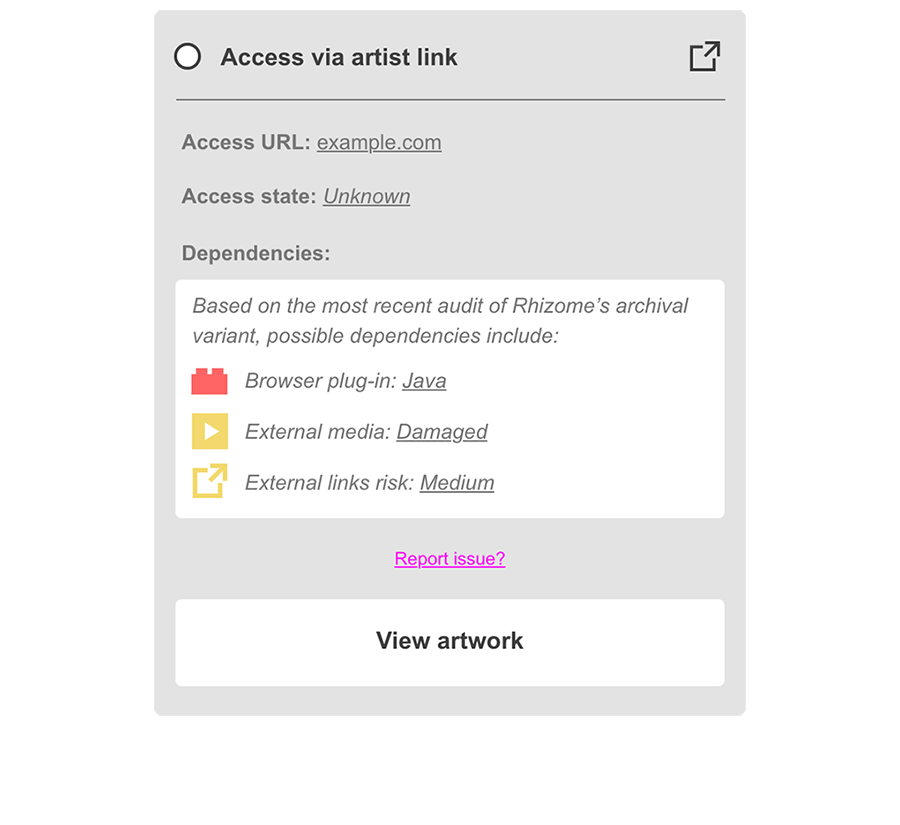 Access via artist link
Access URL: example.com
Access state: Unknown
Dependencies:
Based on the most recent audit of Rhizome’s archival
variant, possible dependencies include:
Browser plug-in: Java
External media: Damaged
External links risk: Medium
Report issue?
View artwork